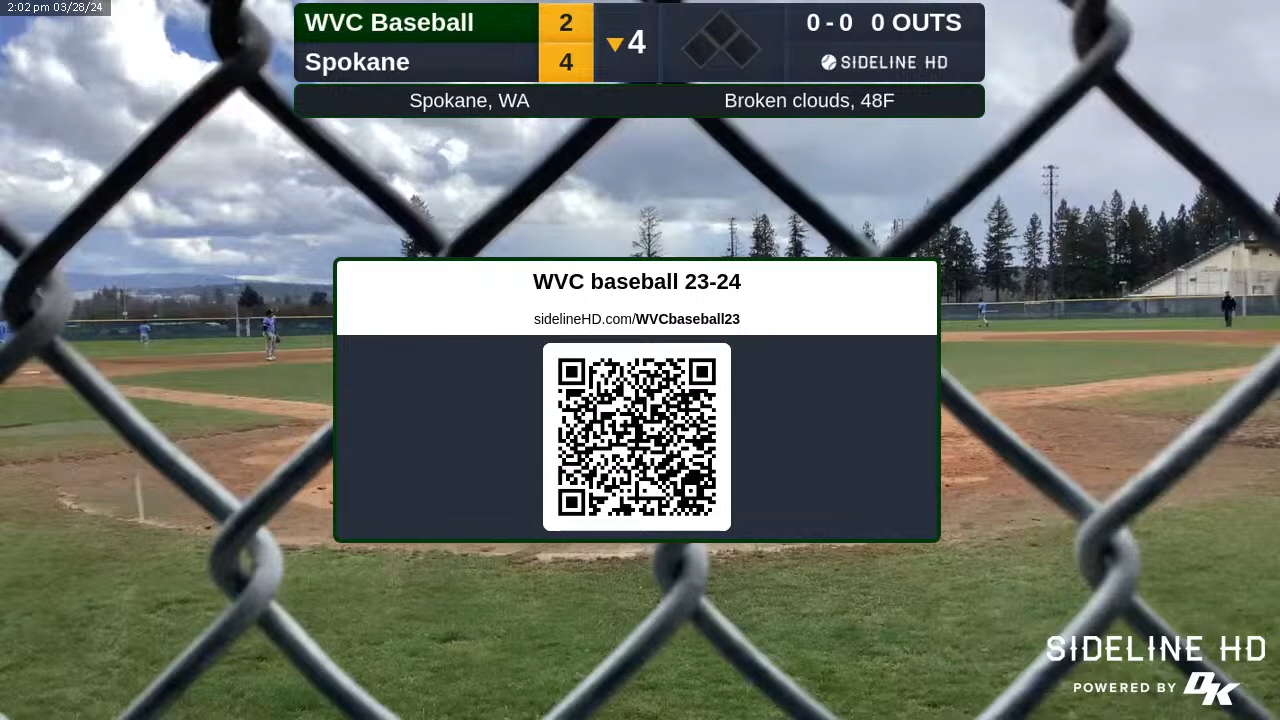 2:02 pm 03/28/24
WVC Baseball 2
Spokane 4
▼4
0 - 0 0 OUTS
SIDELINE HD
Spokane, WA Broken clouds, 48F
WVC baseball 23-24
sidelineHD.com/WVCbaseball23
SIDELINE HD
POWERED BY DK